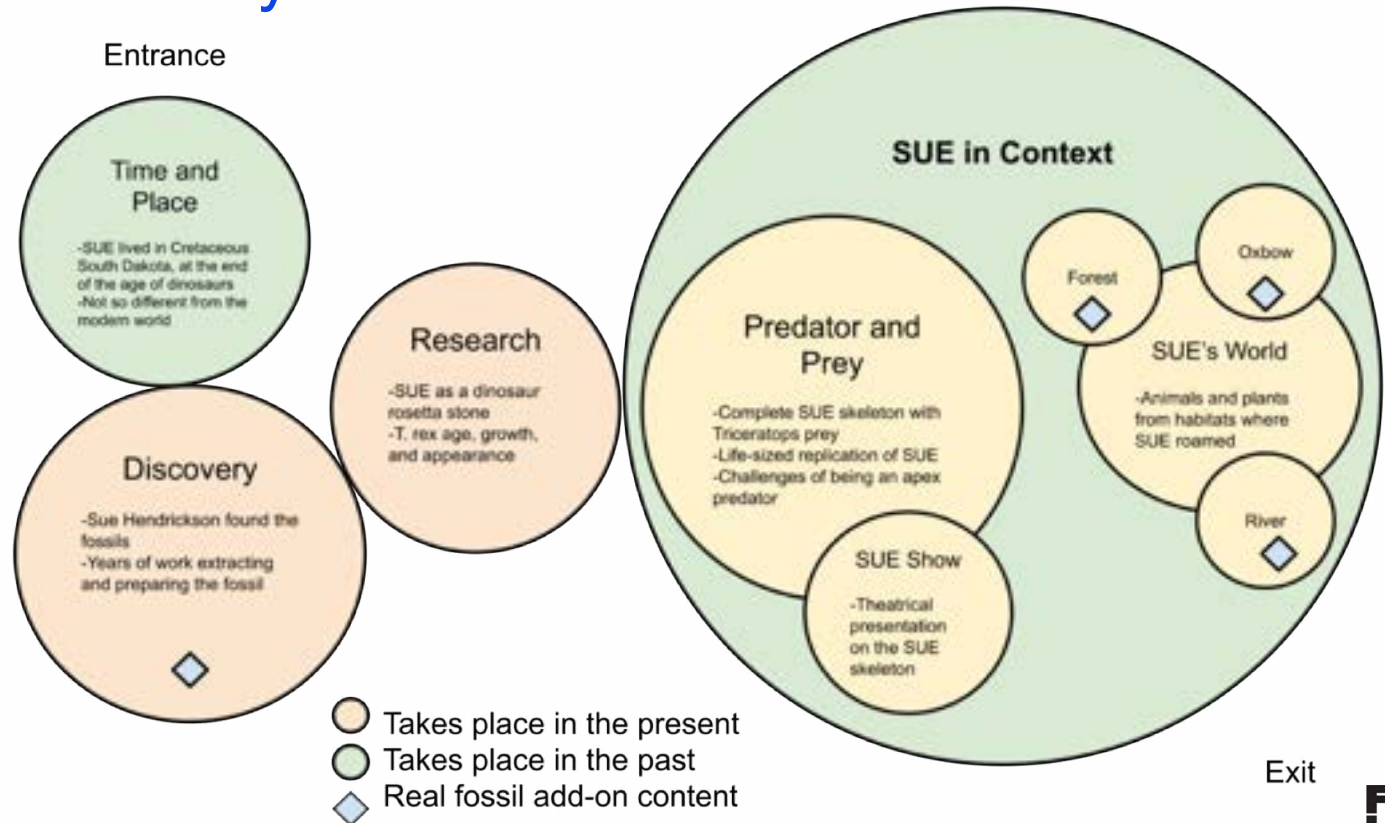 Entrance
Time and
Place
-SUE lived in Cretaceous
South Dakota, at the end
of the age of dinosaurs
-Not so different from the
modern world
Discovery
-Sue Hendrickson found the
fossils
-Years of work extracting
and preparing the fossil
Research
-SUE as a dinosaur
rosetta stone
-T. rex age, growth,
and appearance
SUE in Context
Predator and
Prey
-Complete SUE skeleton with
Triceratops prey
-Life-sized replication of SUE
-Challenges of being an apex
predator
SUE Show
-Theatrical
presentation
on the SUE
skeleton
Forest
Oxbow
SUE's World
-Animals and plants
from habitats where
SUE roamed
River
Takes place in the present
Takes place in the past
Real fossil add-on content
Exit